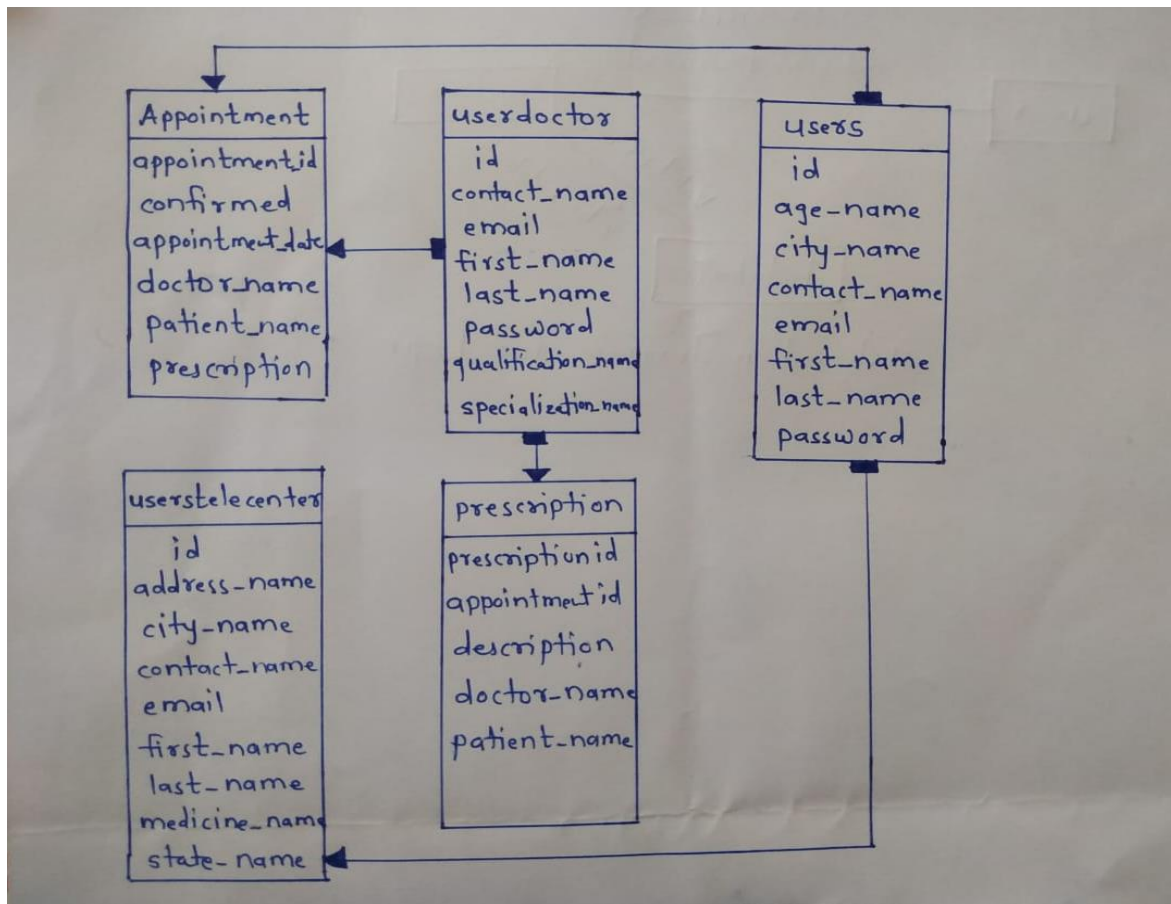 Appointment
appointment_id
confirmed
appointment_date
doctor_name
patient_name
prescription
userdoctor
id
contact_name
email
first_name
last_name
password
qualification_name
specialization_name
users
id
age-name
city-name
contact_name
email
first_name
last_name
password
userstelecenter
id
address-name
city-name
contact_name
email
first_name
last_name
medicine_name
state-name
prescription
prescriptionid
appointmentid
description
doctor-name
patient_name